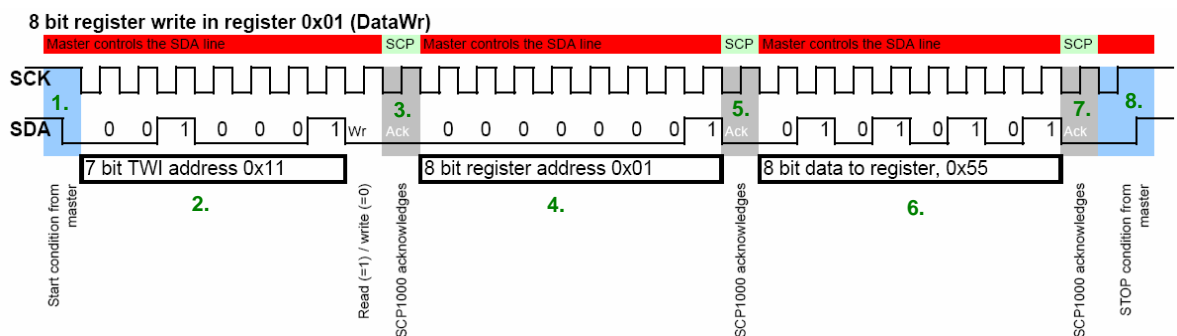 8 bit register write in register 0x01 (DataWr)
Master controls the SDA line SCP Master controls the SDA line SCP Master controls the SDA line SCP
SCK
1. 3. 5. 7. 8.
SDA 0 0 1 0 0 0 1 Wr Ack 0 0 0 0 0 0 0 1 Ack 0 1 0 1 0 1 0 1 Ack
7 bit TWI address 0x11 8 bit register address 0x01 8 bit data to register, 0x55
2. 4. 6.
Start condition from
master
Read (=1) / write (=0)
SCP1000 acknowledges
SCP1000 acknowledges
SCP1000 acknowledges
STOP condition from
master